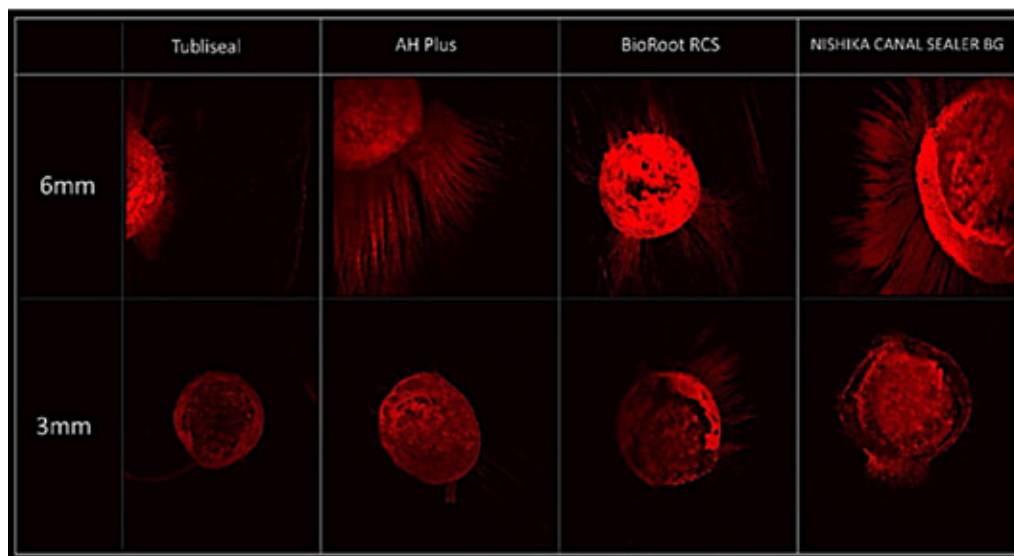 Tubliseal
AH Plus
BioRoot RCS
NISHIKA CANAL SEALER BG
6mm
3mm